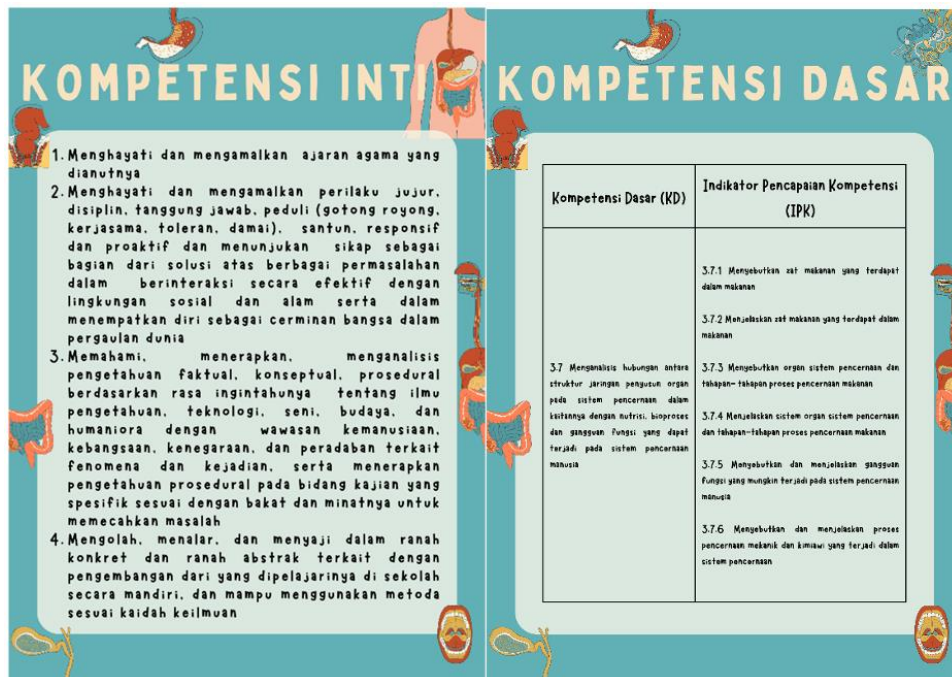 KOMPETENSI INT
1. Menghayati dan mengamalkan ajaran agama yang
dianutnya
2. Menghayati dan mengamalkan perilaku jujur,
disiplin, tanggung jawab, peduli (gotong royong,
kerjasama, toleran, damai), santun, responsif
dan proaktif dan menunjukan sikap sebagai
bagian dari solusi atas berbagai permasalahan
dalam berinteraksi secara efektif dengan
lingkungan sosial dan alam serta dalam
menempatkan diri sebagai cerminan bangsa dalam
pergaulan dunia
3. Memahami, menerapkan, menganalisis
pengetahuan faktual, konseptual, prosedural
berdasarkan rasa ingintahunya tentang ilmu
pengetahuan, teknologi, seni, budaya, dan
humaniora dengan wawasan kemanusiaan,
kebangsaan, kenegaraan, dan peradaban terkait
fenomena dan kejadian, serta menerapkan
pengetahuan prosedural pada bidang kajian yang
spesifik sesuai dengan bakat dan minatnya untuk
memecahkan masalah
4. Mengolah, menalar, dan menyaji dalam ranah
konkret dan ranah abstrak terkait dengan
pengembangan dari yang dipelajarinya di sekolah
secara mandiri, dan mampu menggunakan metoda
sesuai kaidah keilmuan
KOMPETENSI DASAR
Kompetensi Dasar (KD)
Indikator Pencapaian Kompetensi
(IPK)
3.7 Menganalisis hubungan antara
struktur jaringan penyusun organ
pada sistem pencernaan dalam
kaitannya dengan nutrisi, bioproses
dan gangguan fungsi yang dapat
terjadi pada sistem pencernaan
manusia
3.7.1 Menyebutkan zat makanan yang terdapat
dalam makanan
3.7.2 Menjelaskan zat makanan yang terdapat dalam
makanan
3.7.3 Menyebutkan organ sistem pencernaan dan
tahapan- tahapan proses pencernaan makanan
3.7.4 Menjelaskan sistem organ sistem pencernaan
dan tahapan-tahapan proses pencernaan makanan
3.7.5 Menyebutkan dan menjelaskan gangguan
fungsi yang mungkin terjadi pada sistem pencernaan
manusia
3.7.6 Menyebutkan dan menjelaskan proses
pencernaan mekanik dan kimiawi yang terjadi dalam
sistem pencernaan